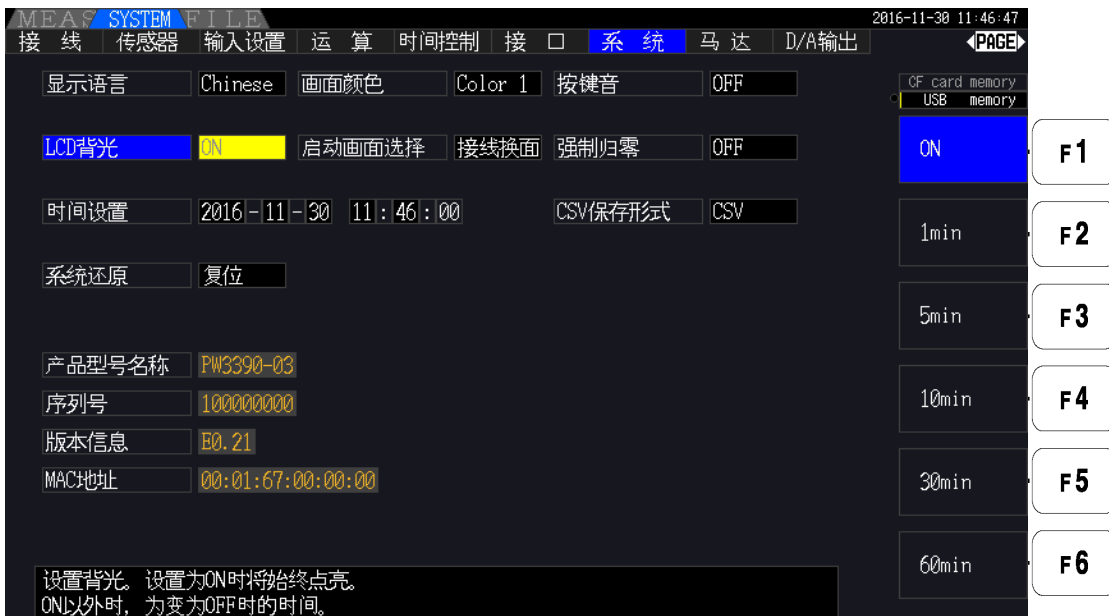 MEAS SYSTEM FILE 2016-11-30 11:46:47
接 线 传感器 输入设置 运 算 时间控制 接 口 系 统 马 达 D/A输出 PAGE
显示语言 Chinese 画面颜色 Color 1 按键音 OFF
CF card memory
USB memory
LCD背光 ON 启动画面选择 接线换面 强制归零 OFF
ON F1
时间设置 2016-11-30 11:46:00 CSV保存形式 CSV
1min F2
系统还原 复位
5min F3
产品型号名称 PW3390-03
序列号 100000000
10min F4
版本信息 E0.21
MAC地址 00:01:67:00:00:00
30min F5
60min F6
设置背光。设置为ON时将始终点亮。
ON以外时，为变为OFF时的时间。